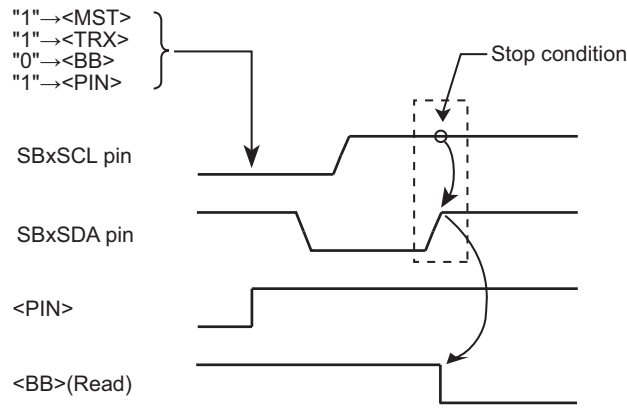 "1"→<MST>
"1"→<TRX>
"0"→<BB>
"1"→<PIN>
Stop condition
SBxSCL pin
SBxSDA pin
<PIN>
<BB>(Read)